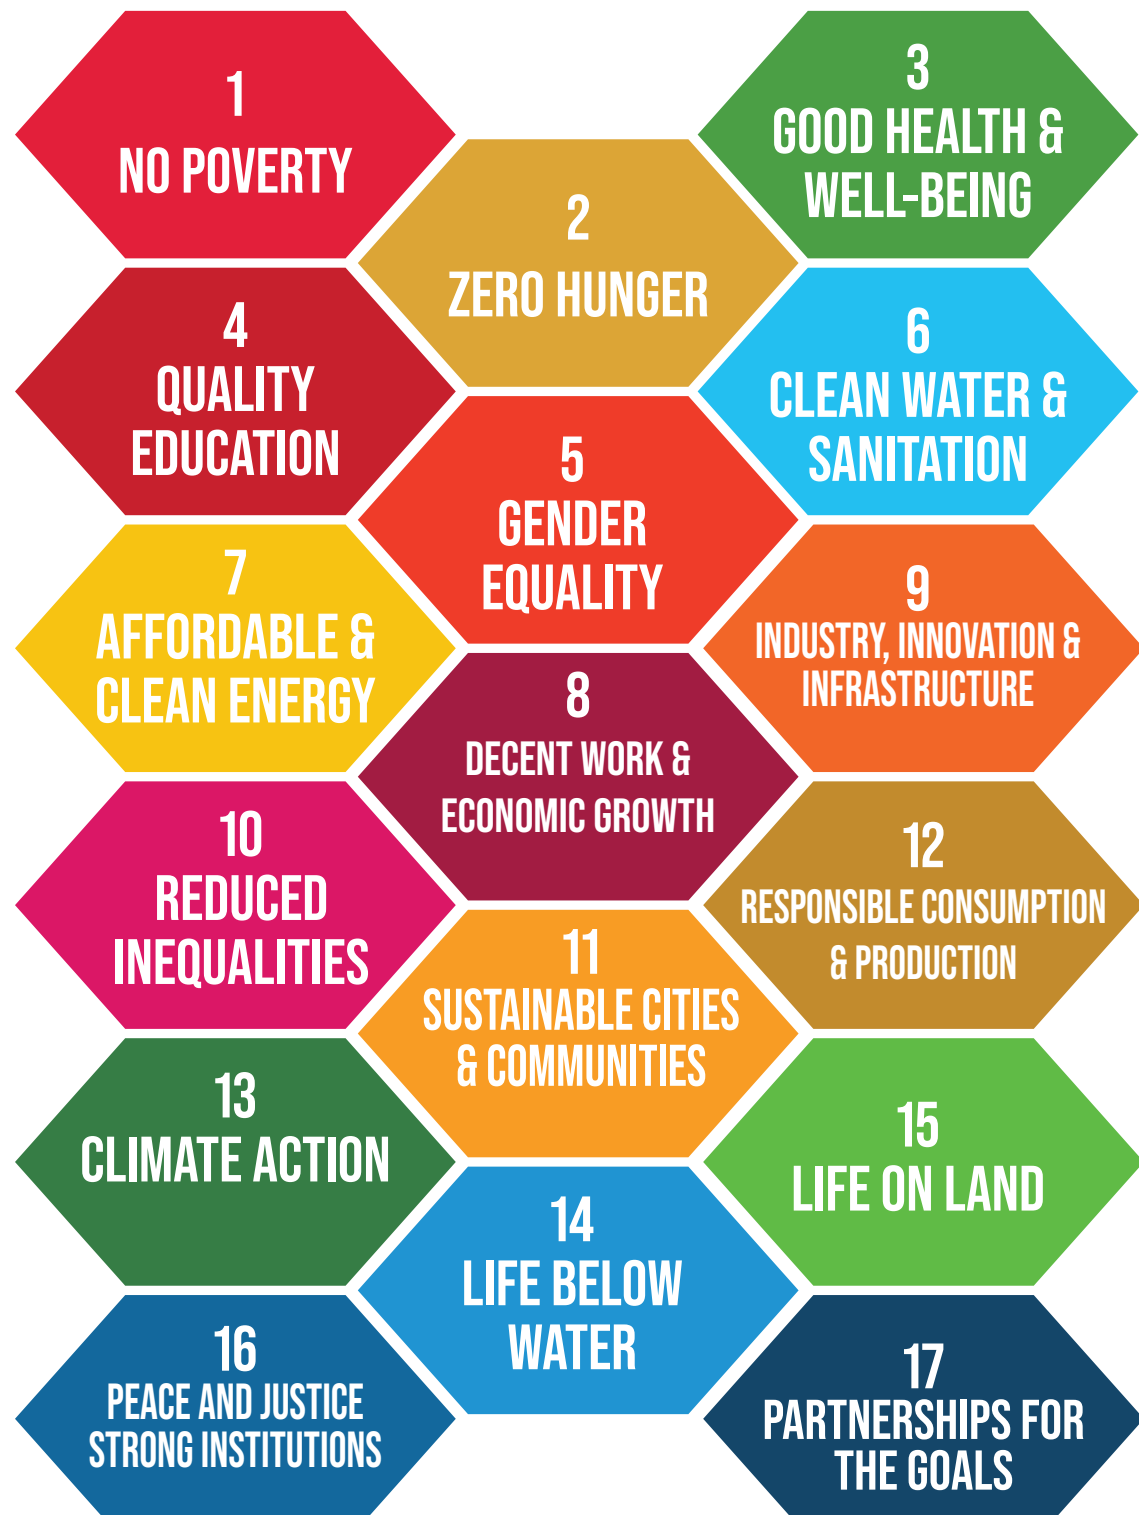 1
NO POVERTY
2
ZERO HUNGER
3
GOOD HEALTH &
WELL-BEING
4
QUALITY
EDUCATION
5
GENDER
EQUALITY
6
CLEAN WATER &
SANITATION
7
AFFORDABLE &
CLEAN ENERGY
8
DECENT WORK &
ECONOMIC GROWTH
9
INDUSTRY, INNOVATION &
INFRASTRUCTURE
10
REDUCED
INEQUALITIES
11
SUSTAINABLE CITIES
& COMMUNITIES
12
RESPONSIBLE CONSUMPTION
& PRODUCTION
13
CLIMATE ACTION
14
LIFE BELOW
WATER
15
LIFE ON LAND
16
PEACE AND JUSTICE
STRONG INSTITUTIONS
17
PARTNERSHIPS FOR
THE GOALS